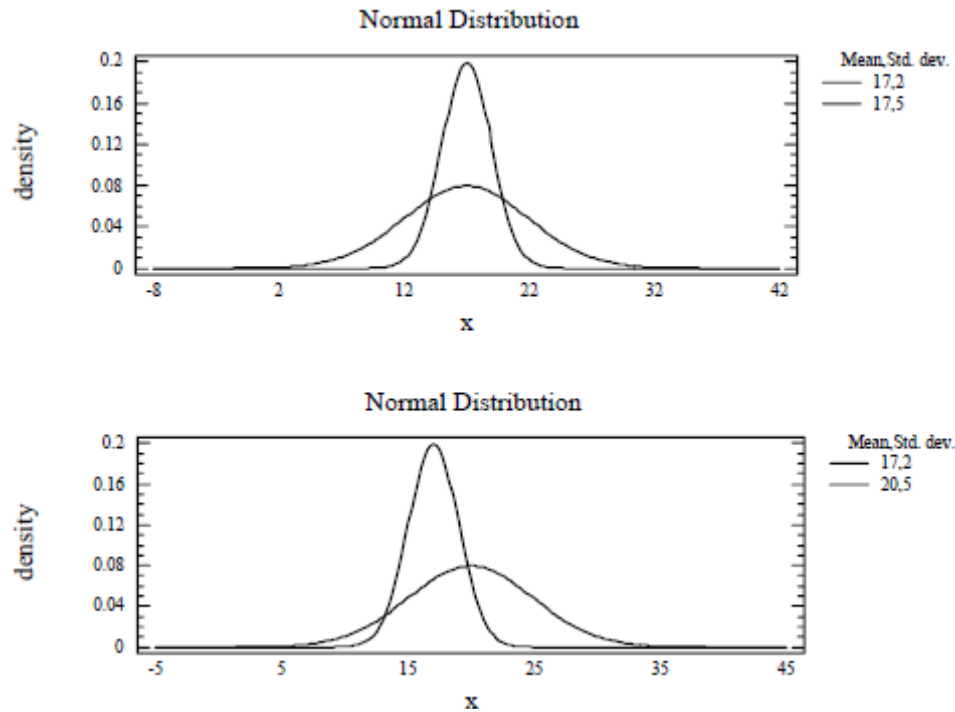 Normal Distribution
Mean,Std. dev.
17,2
17,5
density
0.2
0.16
0.12
0.08
0.04
0
-8 2 12 22 32 42
x
Normal Distribution
Mean,Std. dev.
17,2
20,5
density
0.2
0.16
0.12
0.08
0.04
0
-5 5 15 25 35 45
x